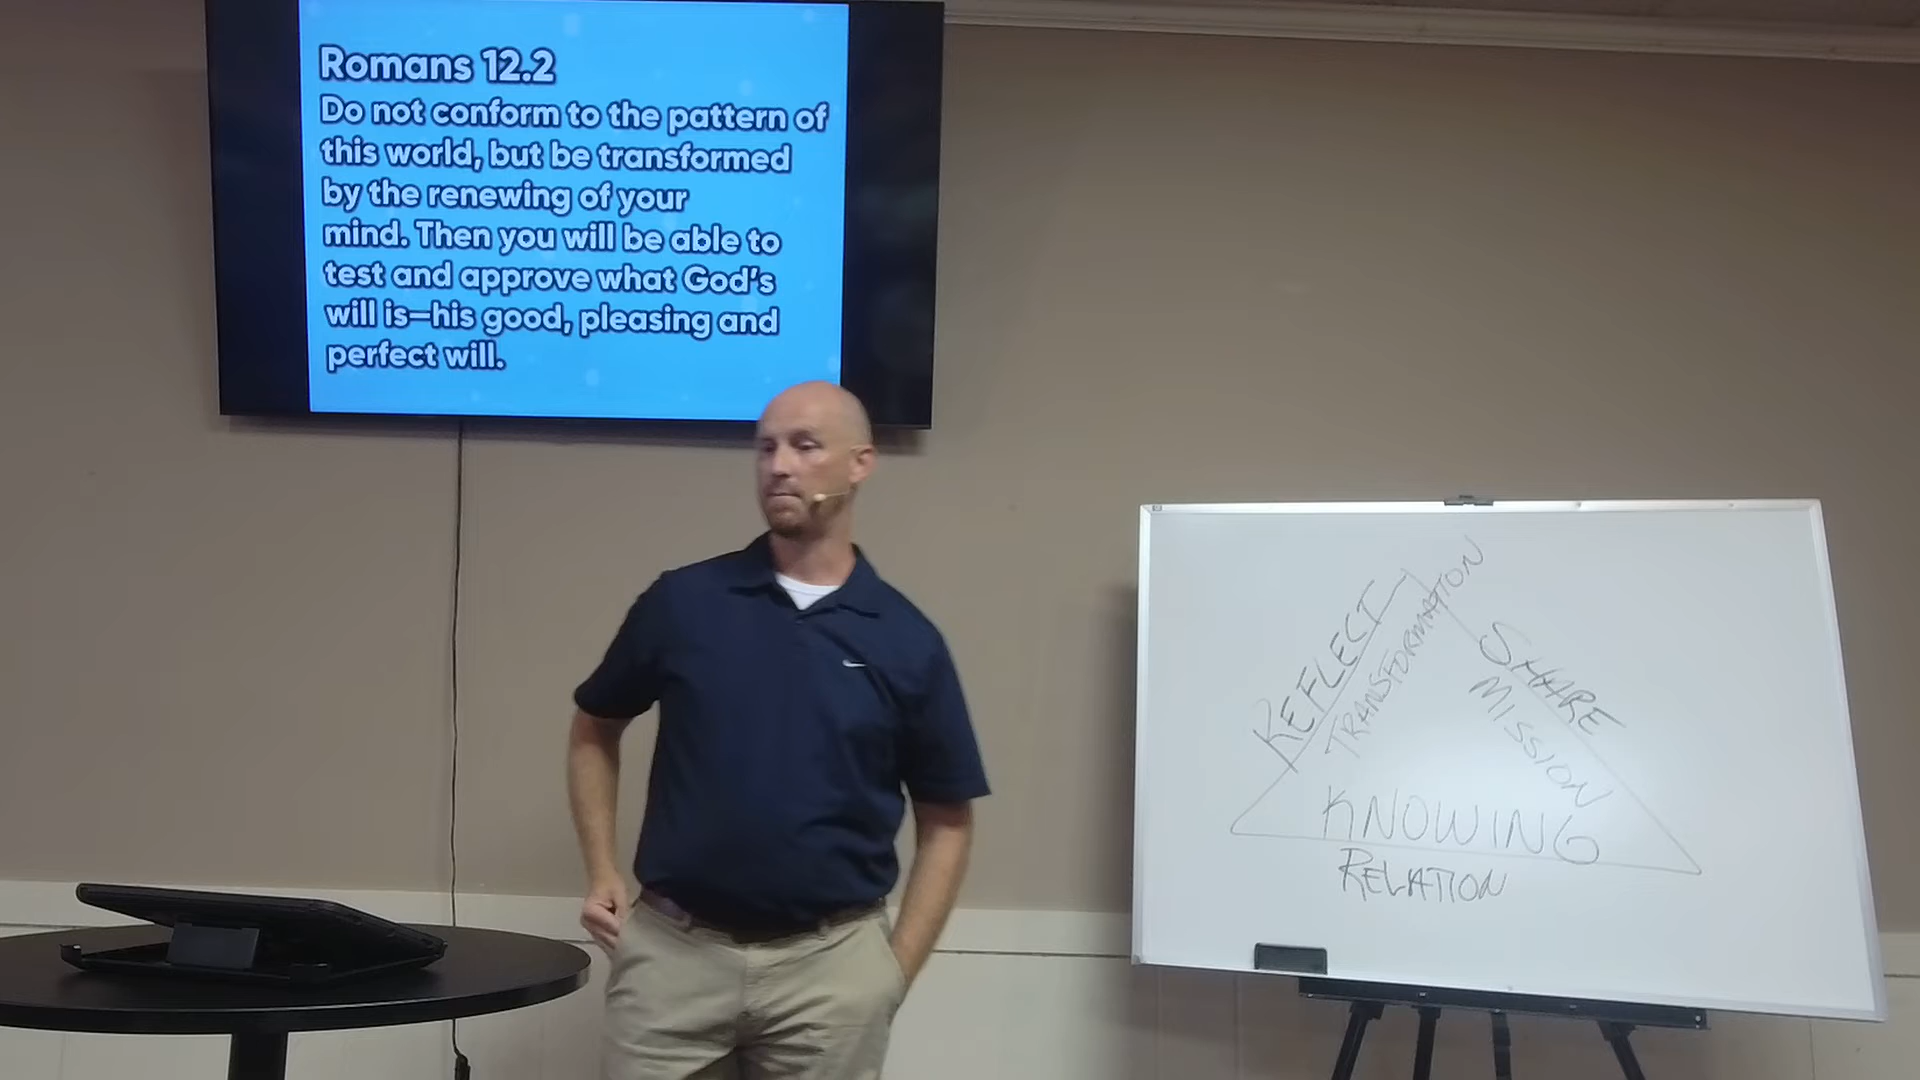 Romans 12.2
Do not conform to the pattern of
this world, but be transformed
by the renewing of your
mind. Then you will be able to
test and approve what God's
will is—his good, pleasing and
perfect will.
REFLECT
TRANSFORMATION
SHARE
MISSION
KNOWING
RELATION